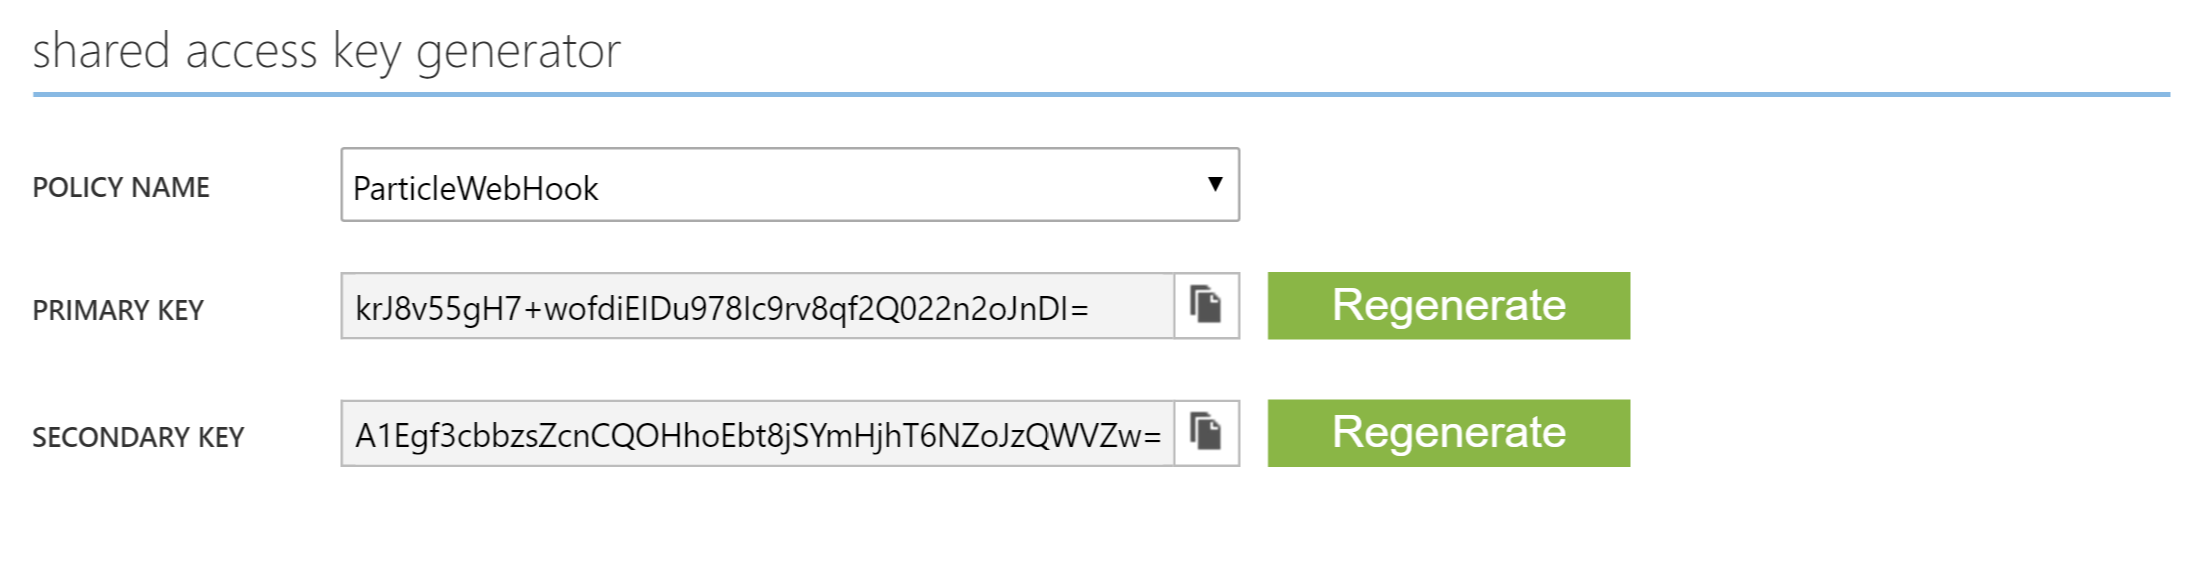 shared access key generator
POLICY NAME ParticleWebHook
PRIMARY KEY krJ8v55gH7+wofdiEIDu978Ic9rv8qf2Q022n2oJnDI= Regenerate
SECONDARY KEY A1Egf3cbbzsZcnCQOHhoEbt8jSYmHjhT6NZoJzQWVZw= Regenerate